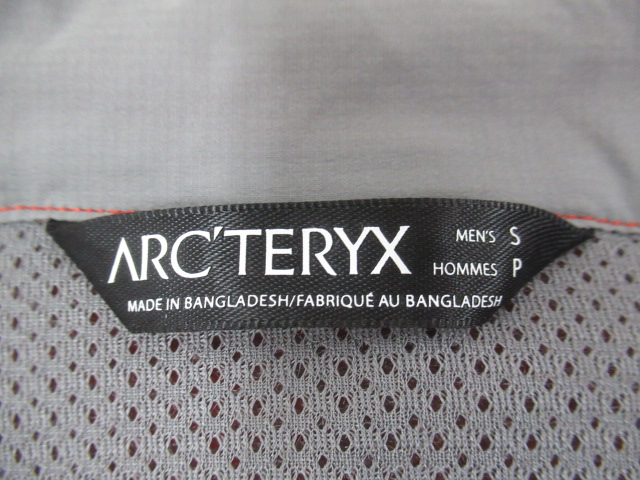 ARC'TERYX MEN'S S
HOMMES P
MADE IN BANGLADESH/FABRIQUÉ AU BANGLADESH